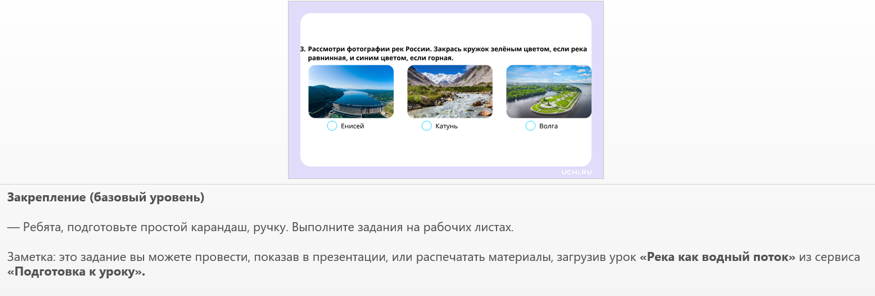 3. Рассмотри фотографии рек России. Закрась кружок зелёным цветом, если река
равнинная, и синим цветом, если горная.
Енисей
Катунь
Волга
UCHi.RU
Закрепление (базовый уровень)
— Ребята, подготовьте простой карандаш, ручку. Выполните задания на рабочих листах.
Заметка: это задание вы можете провести, показав в презентации, или распечатать материалы, загрузив урок «Река как водный поток» из сервиса
«Подготовка к уроку».